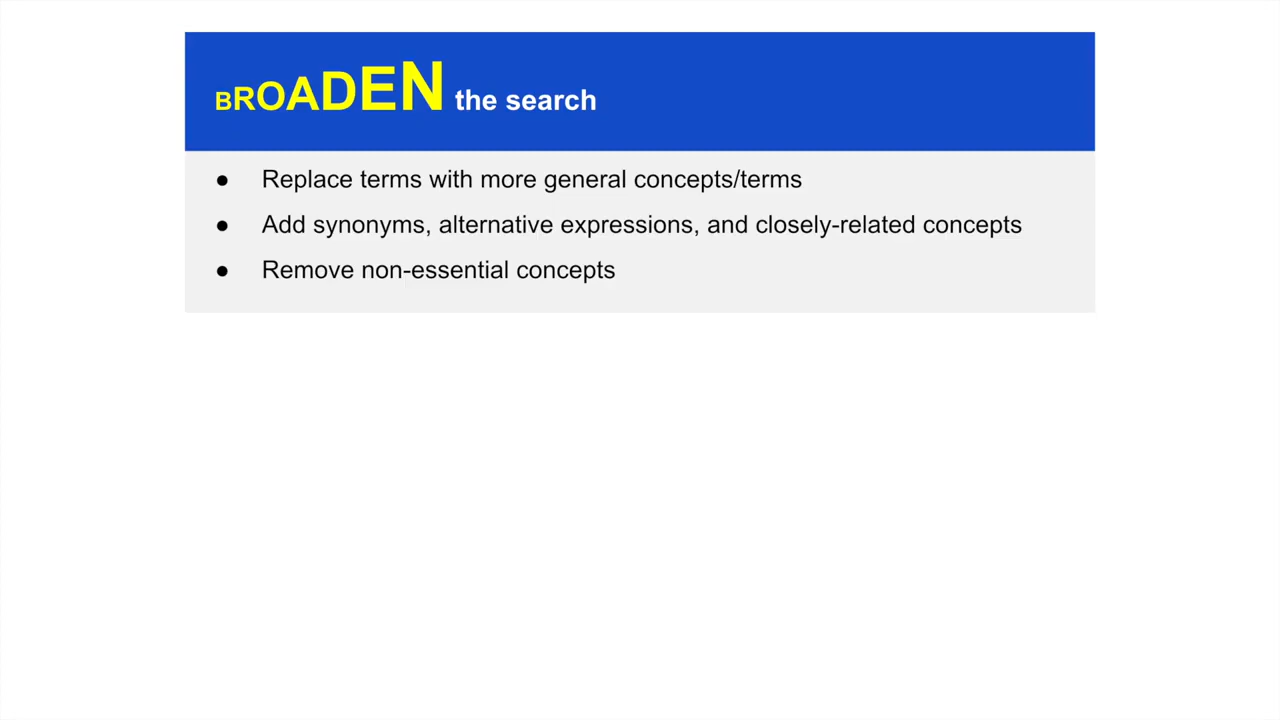 BROADEN the search
● Replace terms with more general concepts/terms
● Add synonyms, alternative expressions, and closely-related concepts
● Remove non-essential concepts